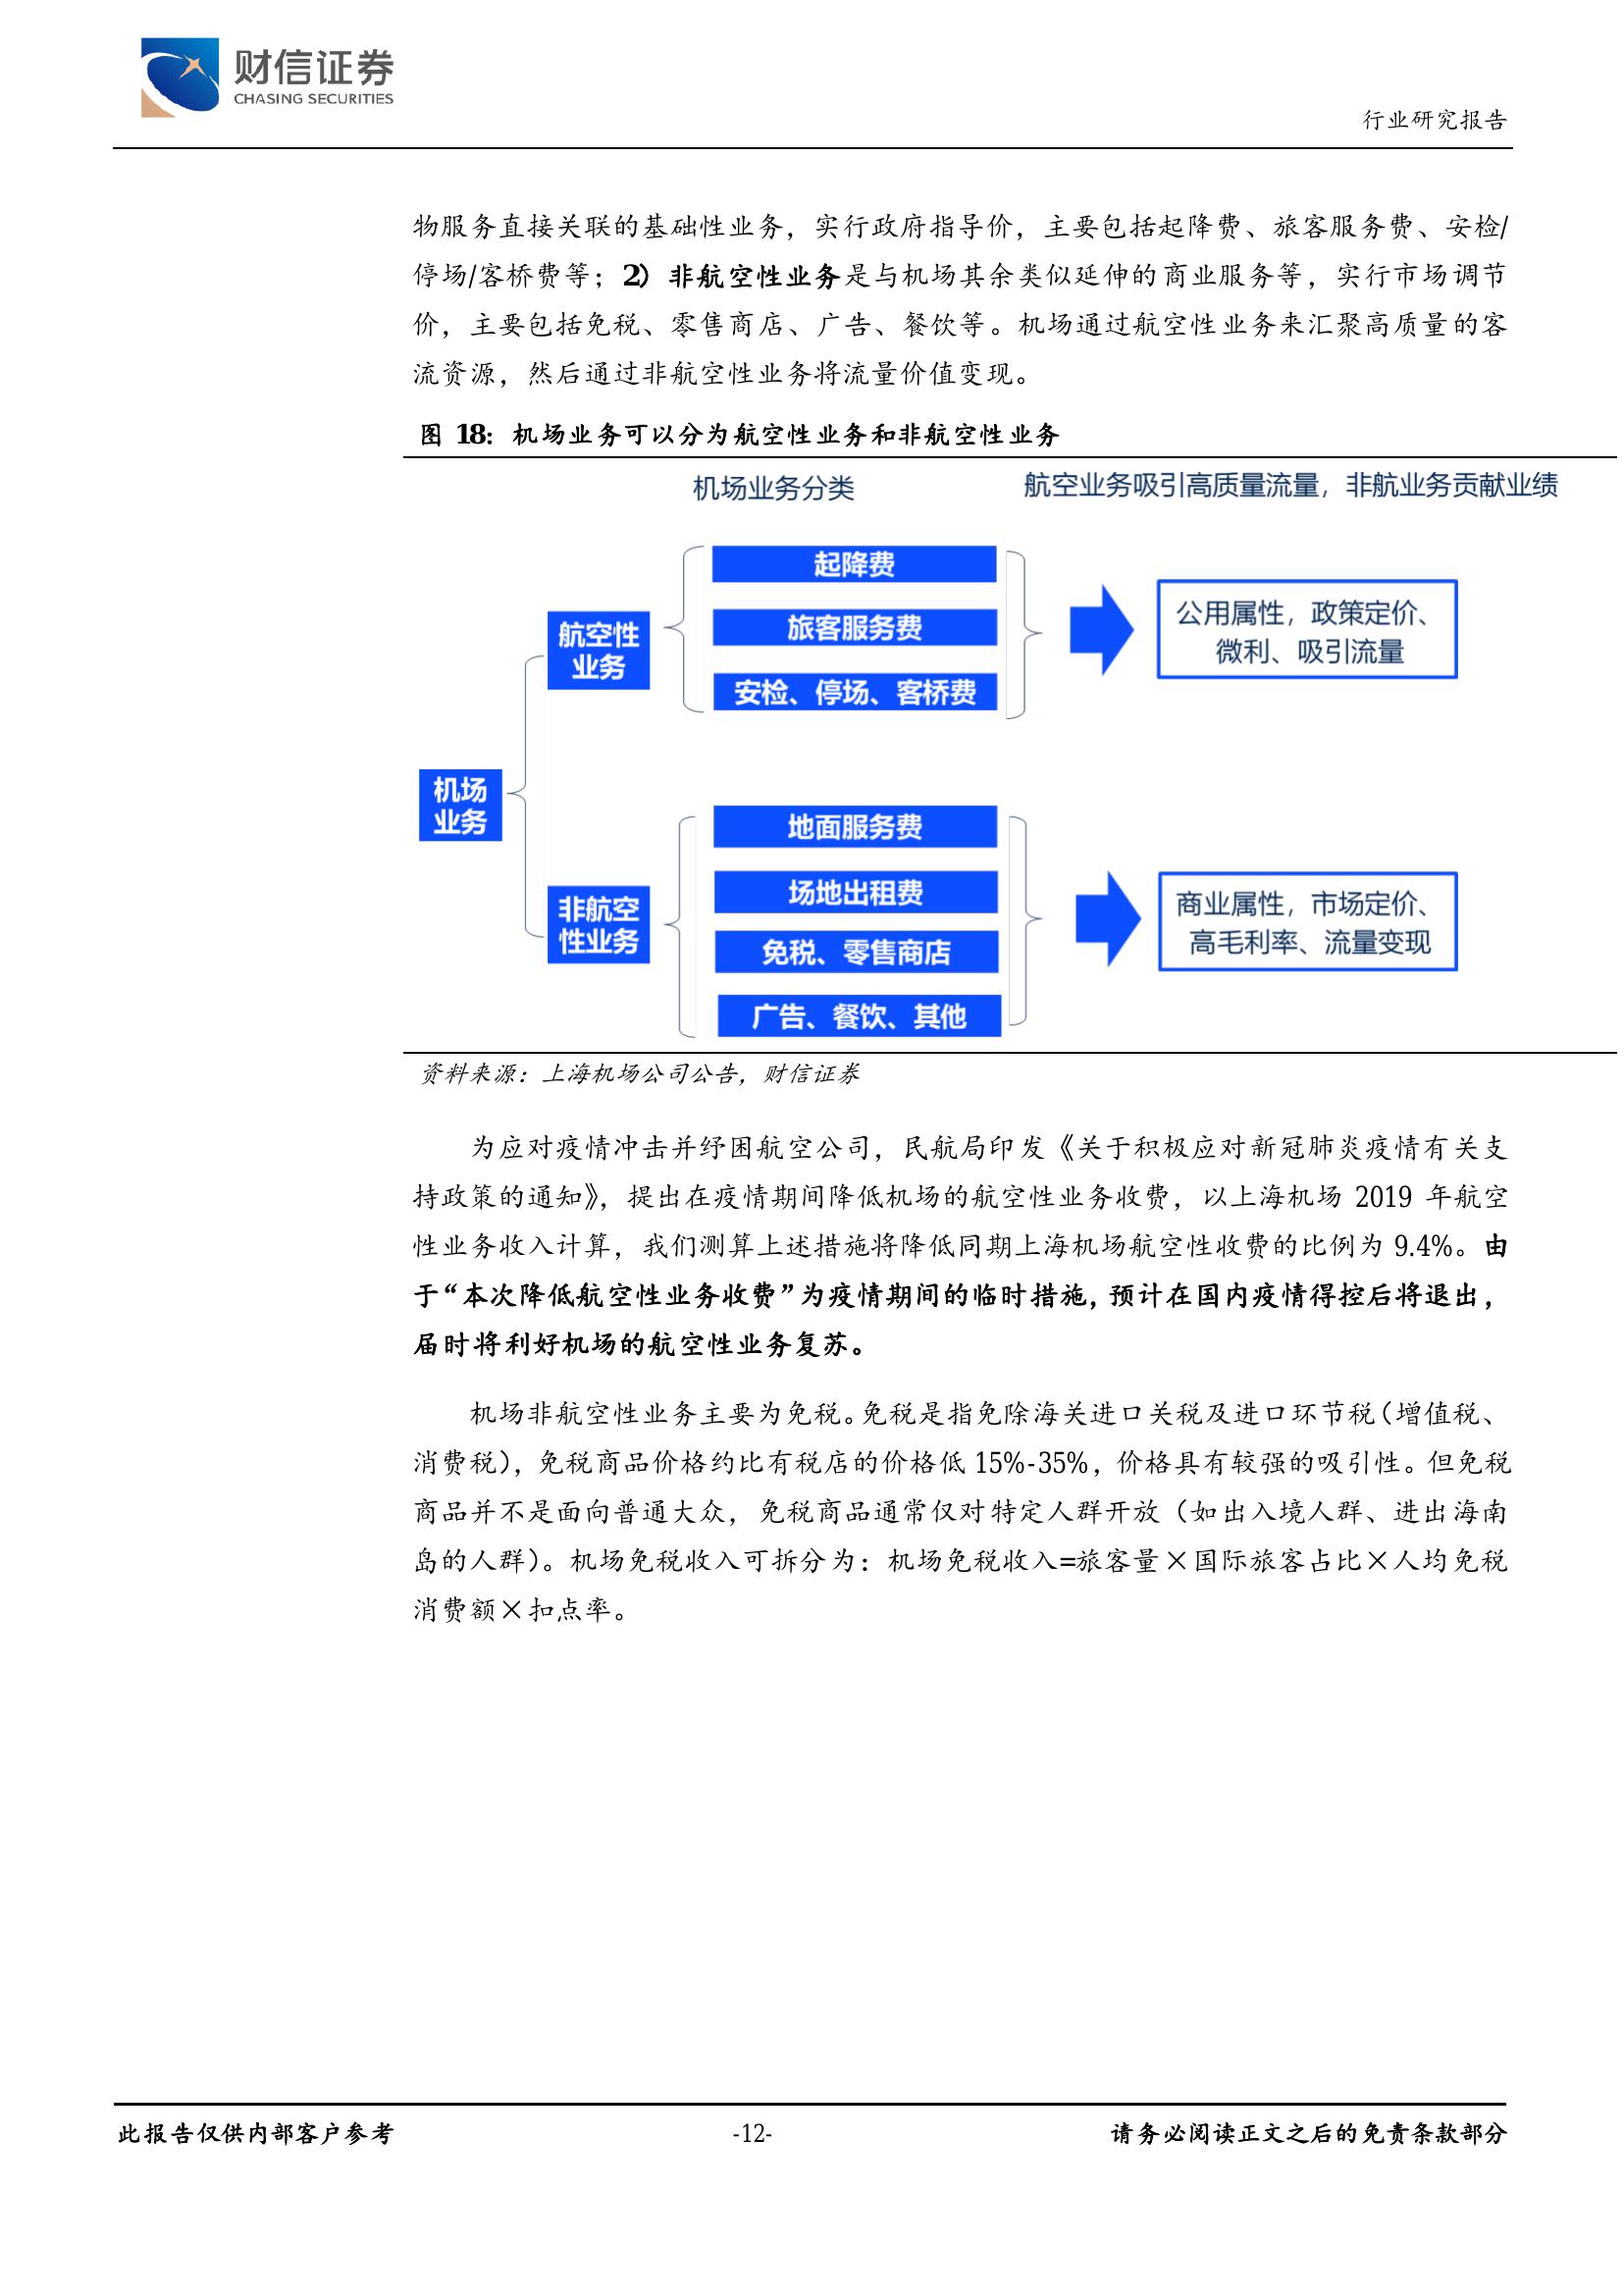 财信证券
CHASING SECURITIES
行业研究报告
物服务直接关联的基础性业务，实行政府指导价，主要包括起降费、旅客服务费、安检/
停场/客桥费等；2）非航空性业务是与机场其余类似延伸的商业服务等，实行市场调节
价，主要包括免税、零售商店、广告、餐饮等。机场通过航空性业务来汇聚高质量的客
流资源，然后通过非航空性业务将流量价值变现。
图 18：机场业务可以分为航空性业务和非航空性业务
机场业务分类
航空业务吸引高质量流量，非航业务贡献业绩
机场
业务
航空性
业务
起降费
旅客服务费
安检、停场、客桥费
公用属性，政策定价、
微利、吸引流量
非航空
性业务
地面服务费
场地出租费
免税、零售商店
广告、餐饮、其他
商业属性，市场定价、
高毛利率、流量变现
资料来源：上海机场公司公告，财信证券
为应对疫情冲击并纾困航空公司，民航局印发《关于积极应对新冠肺炎疫情有关支
持政策的通知》，提出在疫情期间降低机场的航空性业务收费，以上海机场 2019 年航空
性业务收入计算，我们测算上述措施将降低同期上海机场航空性收费的比例为 9.4%。由
于“本次降低航空性业务收费”为疫情期间的临时措施，预计在国内疫情得控后将退出，
届时将利好机场的航空性业务复苏。
机场非航空性业务主要为免税。免税是指免除海关进口关税及进口环节税（增值税、
消费税），免税商品价格约比有税店的价格低 15%-35%，价格具有较强的吸引性。但免税
商品并不是面向普通大众，免税商品通常仅对特定人群开放（如出入境人群、进出海南
岛的人群）。机场免税收入可拆分为：机场免税收入=旅客量×国际旅客占比×人均免税
消费额×扣点率。
此报告仅供内部客户参考
-12-
请务必阅读正文之后的免责条款部分